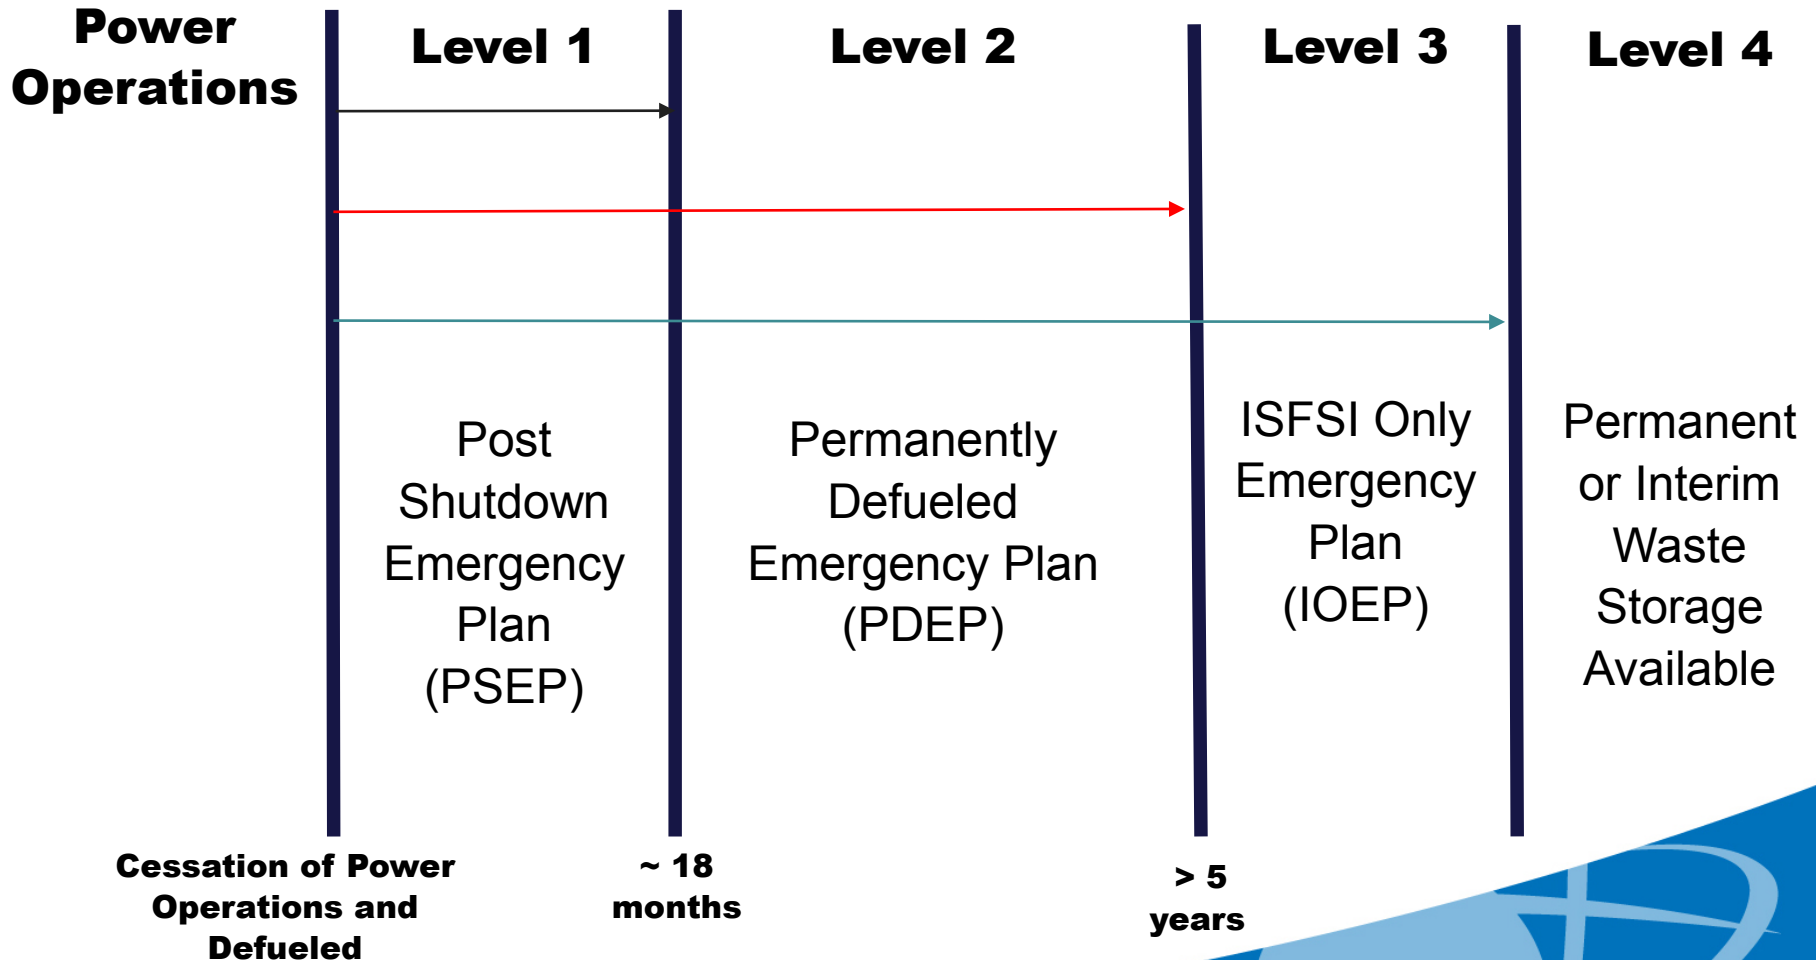 Power
Operations
Level 1
Level 2
Level 3
Level 4
Post
Shutdown
Emergency
Plan
(PSEP)
Permanently
Defueled
Emergency Plan
(PDEP)
ISFSI Only
Emergency
Plan
(IOEP)
Permanent
or Interim
Waste
Storage
Available
Cessation of Power
Operations and
Defueled
~ 18
months
> 5
years